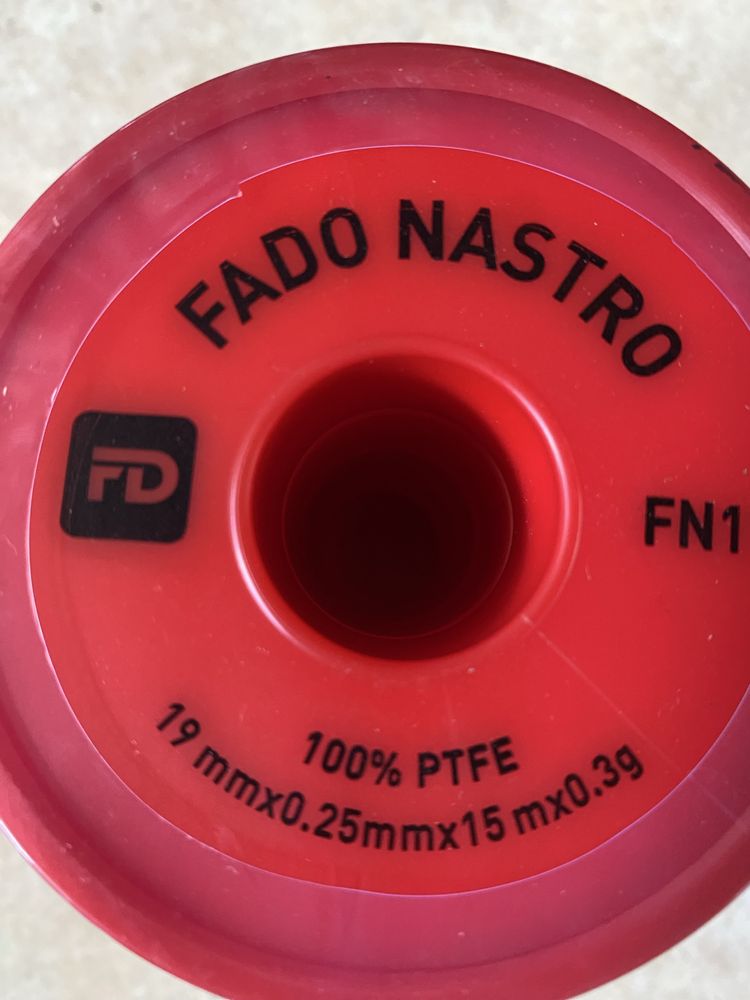 FADO NASTRO
FD
FN1
100% PTFE
19 mmx0.25mmx15 mx0.3g